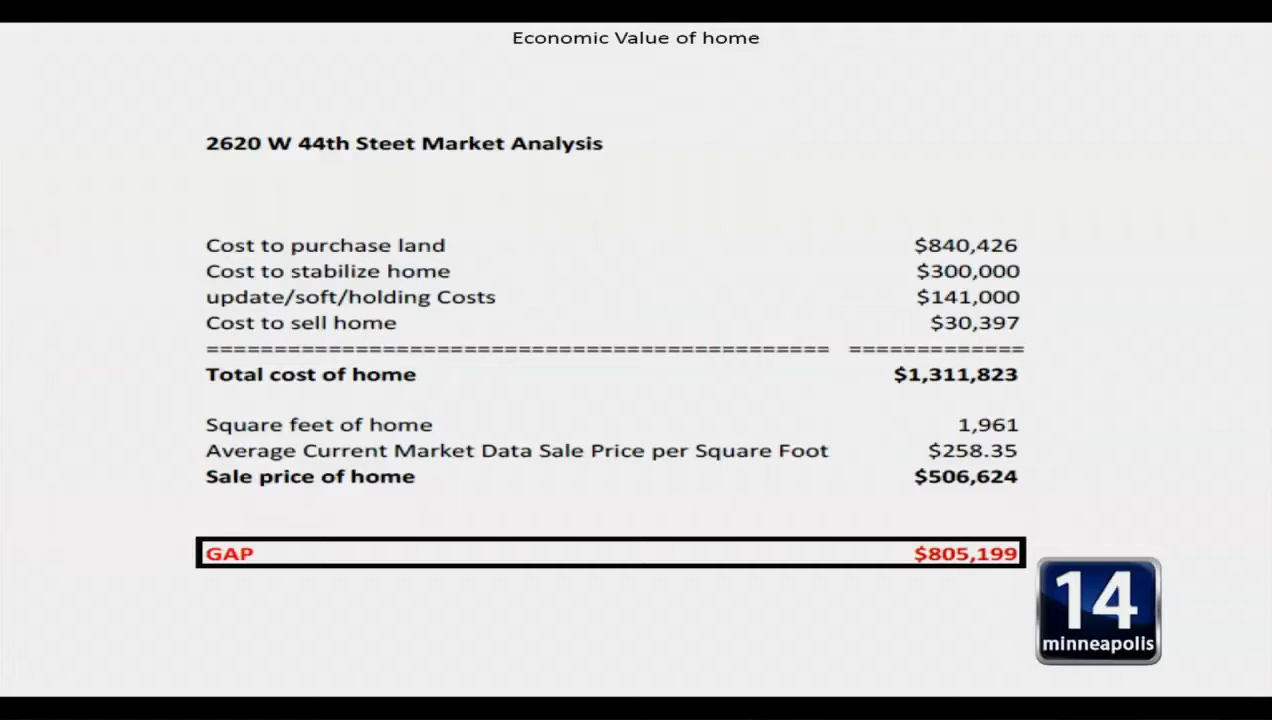 Economic Value of home
2620 W 44th Steet Market Analysis
Cost to purchase land $840,426
Cost to stabilize home $300,000
update/soft/holding Costs $141,000
Cost to sell home $30,397
============================================== =============
Total cost of home $1,311,823
Square feet of home 1,961
Average Current Market Data Sale Price per Square Foot $258.35
Sale price of home $506,624
GAP $805,199
14
minneapolis